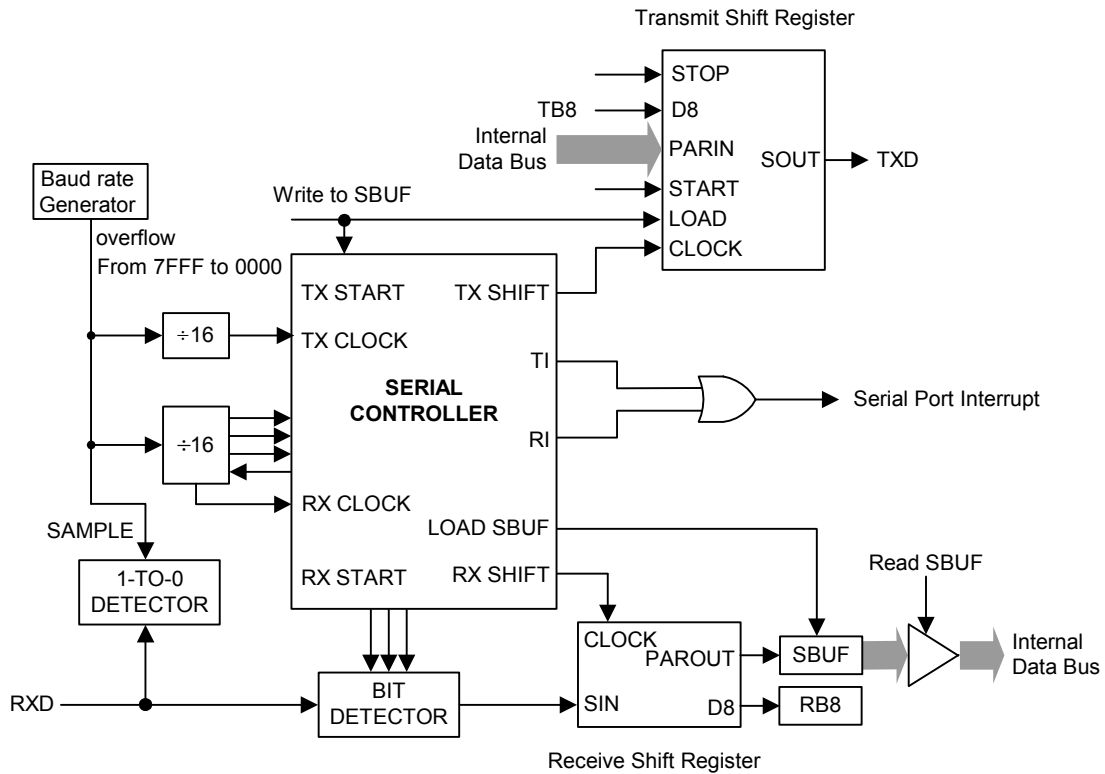 Transmit Shift Register
STOP
TB8
D8
Internal
Data Bus
PARIN
SOUT
TXD
START
LOAD
CLOCK
Baud rate
Generator
Write to SBUF
overflow
From 7FFF to 0000
TX START
TX SHIFT
÷16
TX CLOCK
TI
SERIAL
CONTROLLER
Serial Port Interrupt
÷16
RI
RX CLOCK
LOAD SBUF
SAMPLE
1-TO-0
DETECTOR
RX START
RX SHIFT
Read SBUF
CLOCK
PAROUT
SBUF
Internal
Data Bus
RXD
BIT
DETECTOR
SIN
D8
RB8
Receive Shift Register